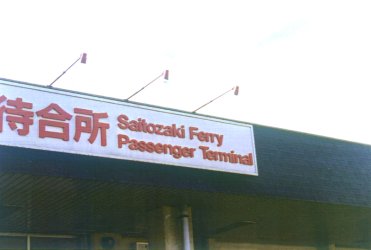 待合所
Saitozaki Ferry
Passenger Terminal